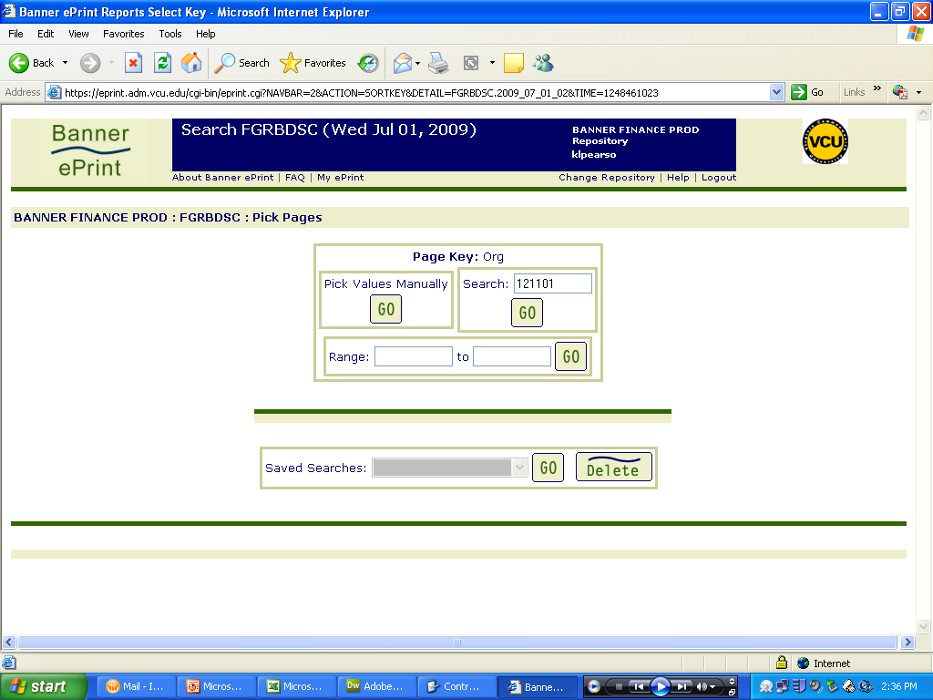 Banner ePrint Reports Select Key - Microsoft Internet Explorer
File Edit View Favorites Tools Help
Back Search Favorites
Address https://eprint.adm.vcu.edu/cgi-bin/eprint.cgi?NAVBAR=2&ACTION=SORTKEY&DETAIL=FGRBDSC.2009_07_01_02&TIME=1248461023 Go Links »
Banner ePrint
Search FGRBDSC (Wed Jul 01, 2009)
BANNER FINANCE PROD
Repository
klpearso
VCU
About Banner ePrint | FAQ | My ePrint Change Repository | Help | Logout
BANNER FINANCE PROD : FGRBDSC : Pick Pages
Page Key: Org
Pick Values Manually
GO
Search: 121101
GO
Range: to GO
Saved Searches: GO Delete
Internet
start Mail - I... Micros... Micros... Dw Adobe... Contr... Banne... 2:36 PM